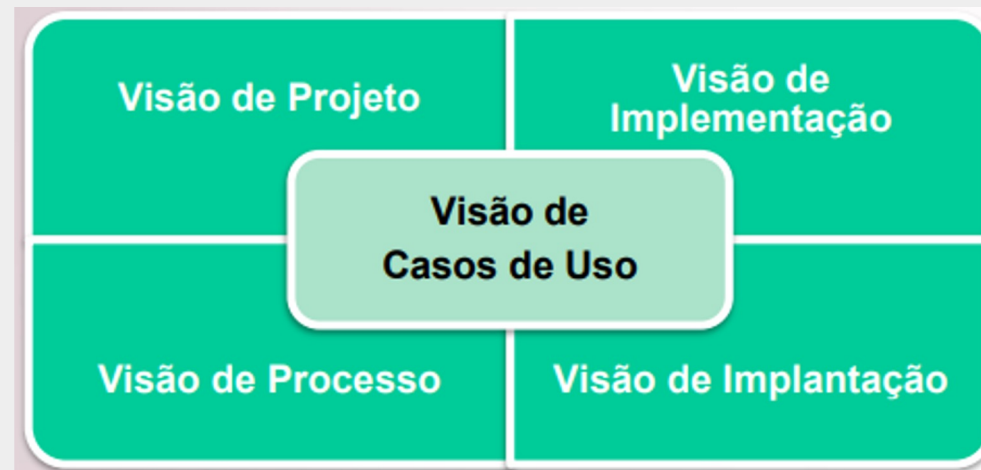 Visão de Projeto
Visão de
Implementação
Visão de
Casos de Uso
Visão de Processo
Visão de Implantação